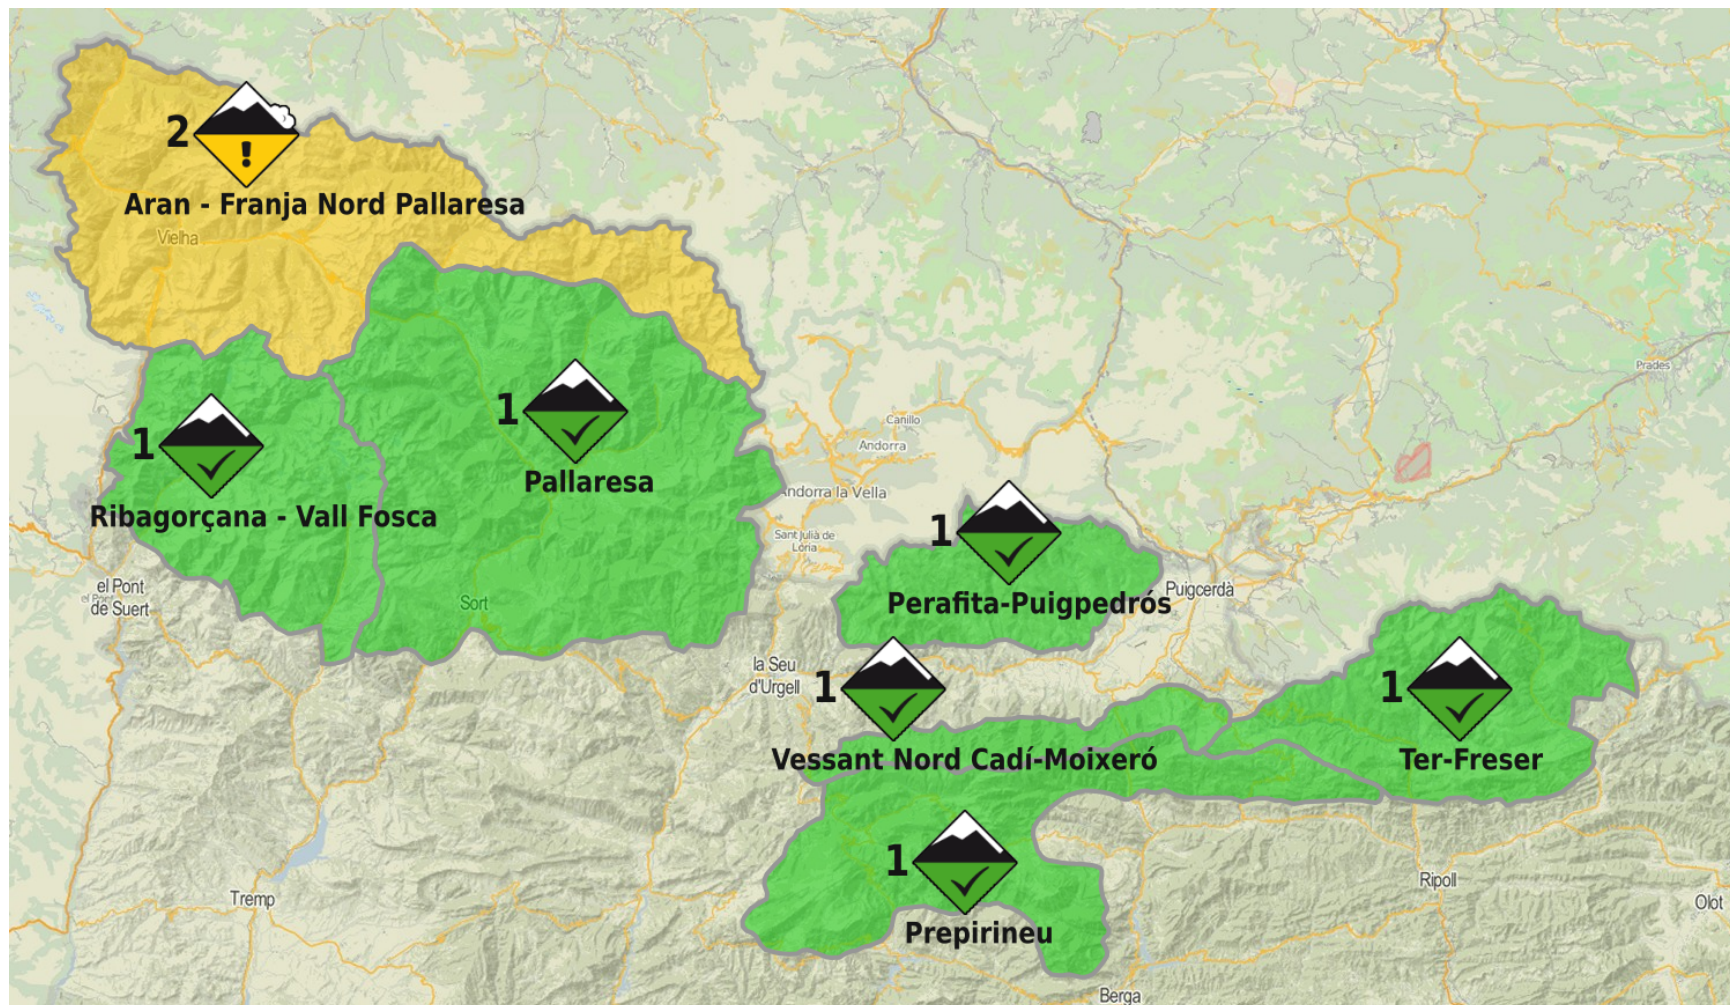 2
!
Aran - Franja Nord Pallaresa
Vielha
1
Pallaresa
1
Ribagorçana - Vall Fosca
Prades
Canillo
Andorra
Andorra la Vella
Sant Julià de
Lòria
1
Perafita-Puigpedrós
Puigcerdà
el Pont
de Suert
Sort
la Seu
d'Urgell
1
Vessant Nord Cadí-Moixeró
1
Ter-Freser
1
Prepirineu
Tremp
Ripoll
Olot
Berga